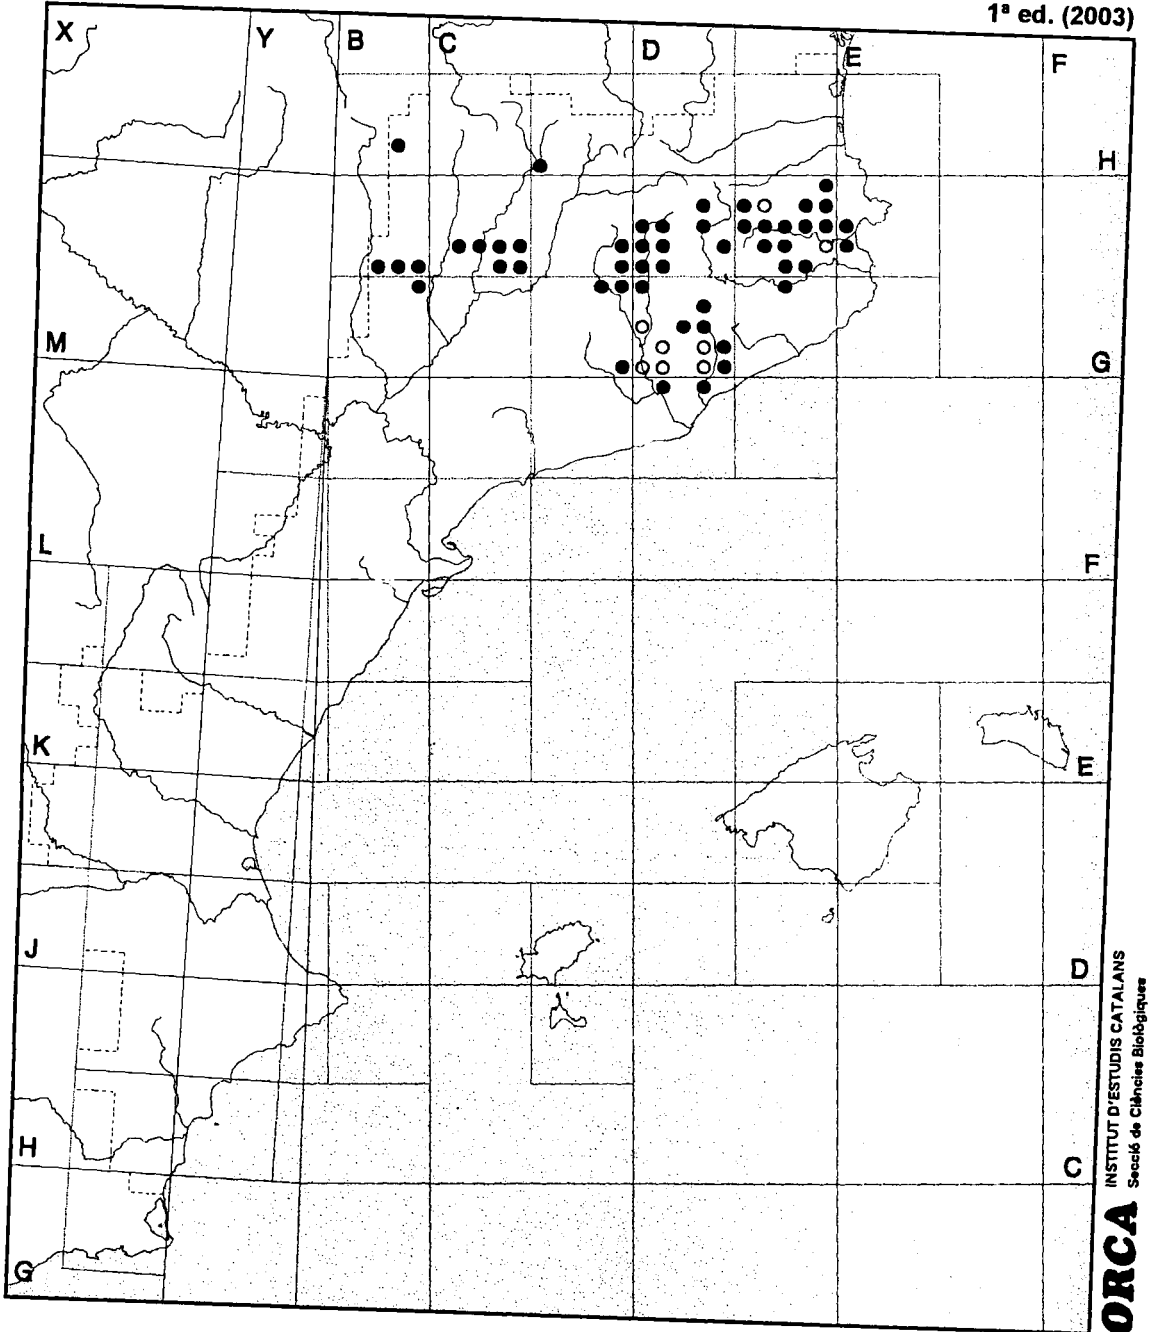 1ª ed. (2003)
X
Y
B
C
D
E
F
H
M
G
L
F
K
E
J
D
H
C
G
INSTITUT D'ESTUDIS CATALANS
Secció de Ciències Biològiques
ORCA